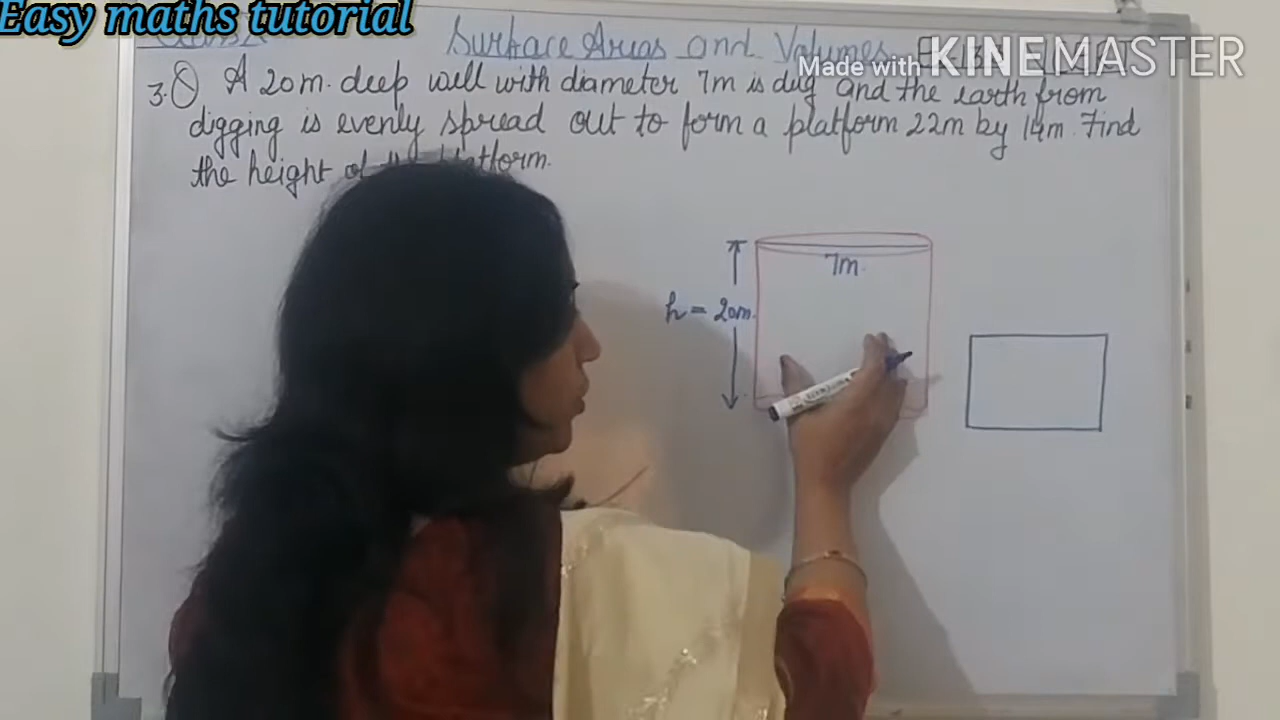 Easy maths tutorial
Surface Areas and Volumes
Made with KINEMASTER
3.Q A 20m. deep well with diameter 7m is dug and the earth from
digging is evenly spread out to form a platform 22m by 14m. Find
the height of the platform.
7m.
h = 20m.